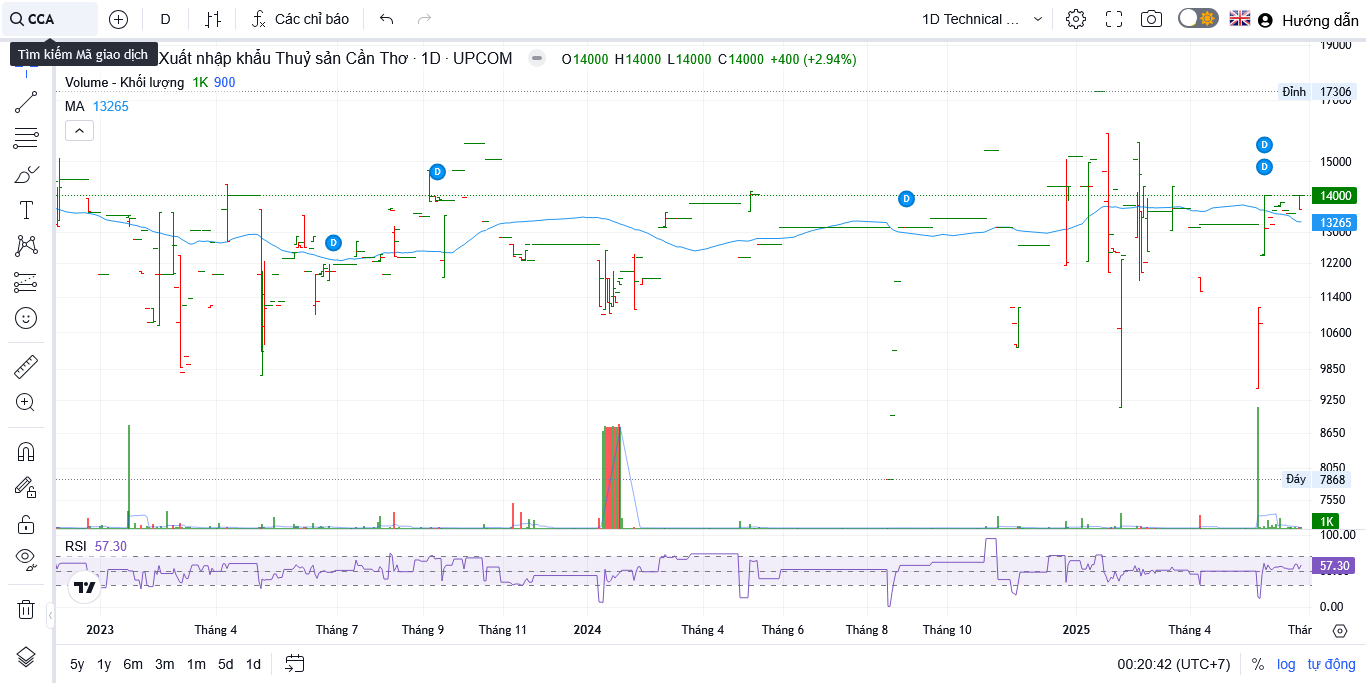 CCA
D
Các chỉ báo
1D Technical ...
Hướng dẫn
Tìm kiếm Mã giao dịch
Xuất nhập khẩu Thuỷ sản Cần Thơ · 1D · UPCOM
O14000 H14000 L14000 C14000 +400 (+2.94%)
Volume - Khối lượng 1K 900
MA 13265
19000
Đỉnh 17306
17000
D
D
15000
D
D
14000
13265
D
13000
12200
11400
10600
9850
9250
8650
8050
Đáy 7868
7550
1K
100.00
RSI 57.30
57.30
0.00
2023 Tháng 4 Tháng 7 Tháng 9 Tháng 11 2024 Tháng 4 Tháng 6 Tháng 8 Tháng 10 2025 Tháng 4 Thár
5y 1y 6m 3m 1m 5d 1d
00:20:42 (UTC+7) % log tự động